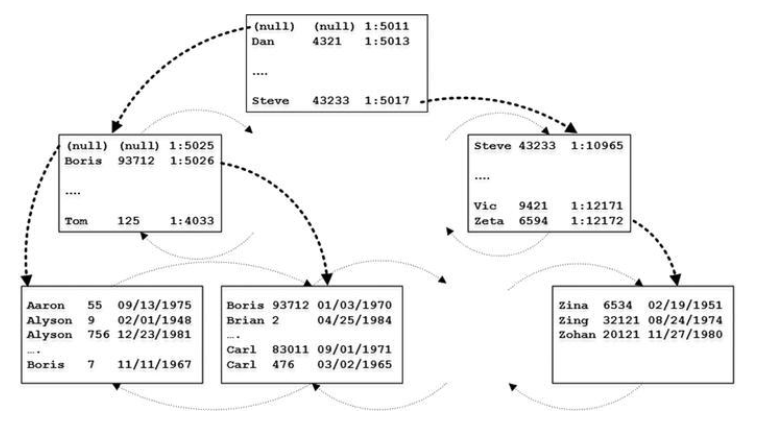 (null) (null) 1:5011
Dan 4321 1:5013
....
Steve 43233 1:5017
(null) (null) 1:5025
Boris 93712 1:5026
....
Tom 125 1:4033
Steve 43233 1:10965
....
Vic 9421 1:12171
Zeta 6594 1:12172
Aaron 55 09/13/1975
Alyson 9 02/01/1948
Alyson 756 12/23/1981
….
Boris 7 11/11/1967
Boris 93712 01/03/1970
Brian 2 04/25/1984
….
Carl 83011 09/01/1971
Carl 476 03/02/1965
Zina 6534 02/19/1951
Zing 32121 08/24/1974
Zohan 20121 11/27/1980